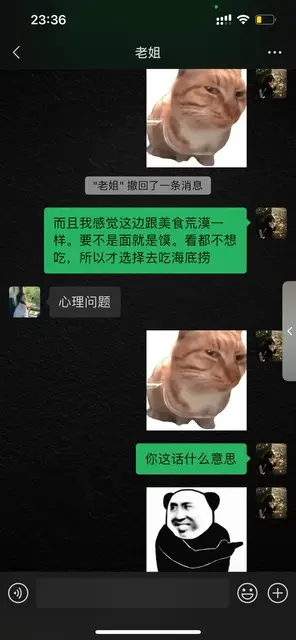 23:36
老姐
"老姐" 撤回了一条消息
而且我感觉这边跟美食荒漠一
样。要不是面就是馍。看都不想
吃，所以才选择去吃海底捞
心理问题
你这话什么意思